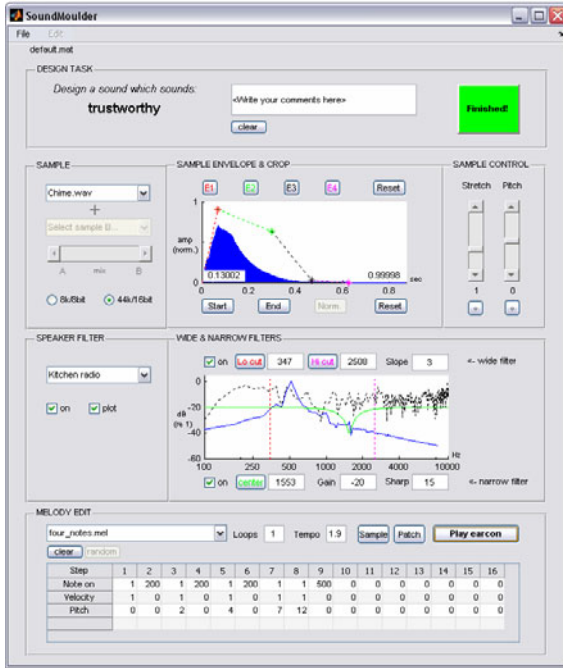 SoundMoulder
File Edit
default.mat
DESIGN TASK
Design a sound which sounds:
trustworthy
<Write your comments here>
clear
Finished!
SAMPLE
Chime.wav
+
Select sample B...
A mix B
8k/8bit 44k/16bit
SAMPLE ENVELOPE & CROP
E1 E2 E3 E4 Reset
1
amp
(norm.)
0.13002 0.99998 sec
0
0 0.2 0.4 0.6 0.8
Start End Norm. Reset
SAMPLE CONTROL
Stretch Pitch
1 0
SPEAKER FILTER
Kitchen radio
on plot
WIDE & NARROW FILTERS
on Lo cut 347 Hi cut 2508 Slope 3 <- wide filter
0
-20
dB
(% 1)
-40
-60
Hz
100 250 500 1000 2000 4000 10000
on center 1553 Gain -20 Sharp 15 <- narrow filter
MELODY EDIT
four_notes.mel Loops 1 Tempo 1.9 Sample Patch Play earcon
clear random
Step 1 2 3 4 5 6 7 8 9 10 11 12 13 14 15 16
Note on 1 200 1 200 1 200 1 1 500 0 0 0 0 0 0 0
Velocity 1 0 1 0 1 0 1 1 0 0 0 0 0 0 0 0
Pitch 0 0 2 0 4 0 7 12 0 0 0 0 0 0 0 0